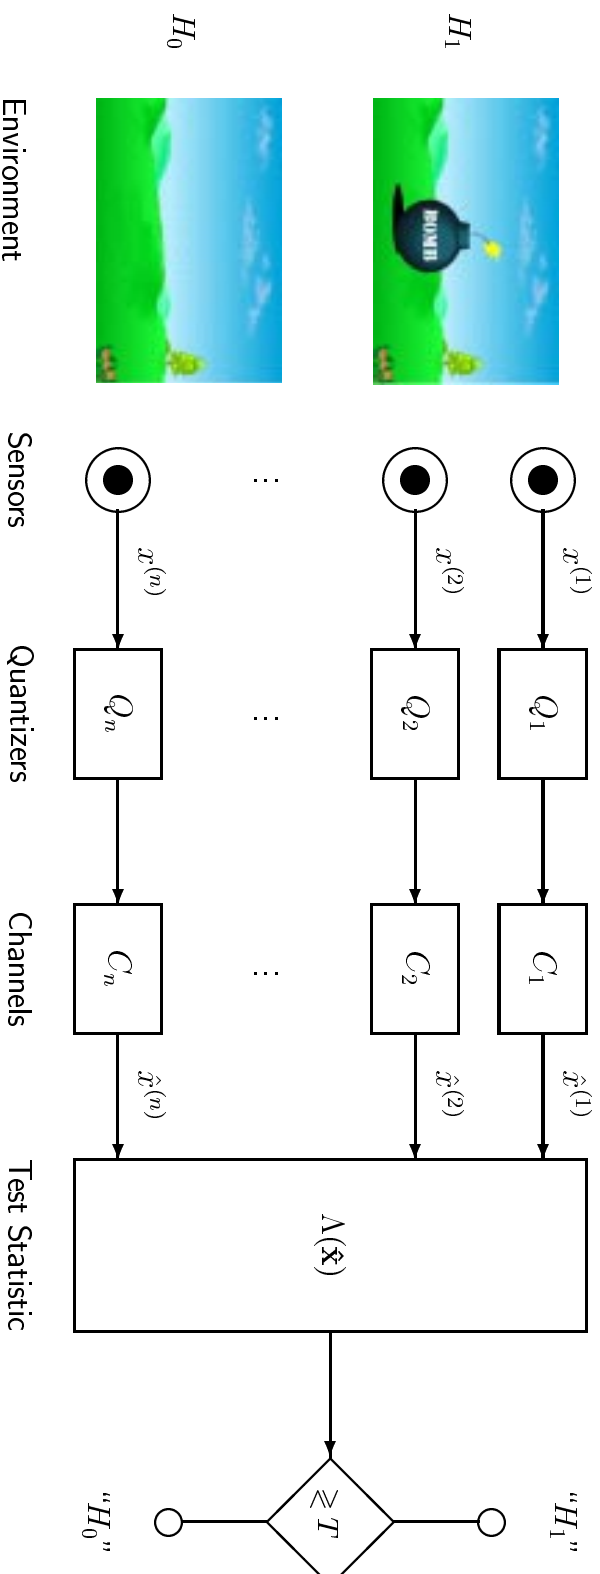 H₁
BOMB
H₀
x⁽¹⁾
Q₁
C₁
x̂⁽¹⁾
x⁽²⁾
Q₂
C₂
x̂⁽²⁾
...
...
...
x⁽ⁿ⁾
Qₙ
Cₙ
x̂⁽ⁿ⁾
Λ(x̂)
≷ T
“H₁”
“H₀”
Environment
Sensors
Quantizers
Channels
Test Statistic